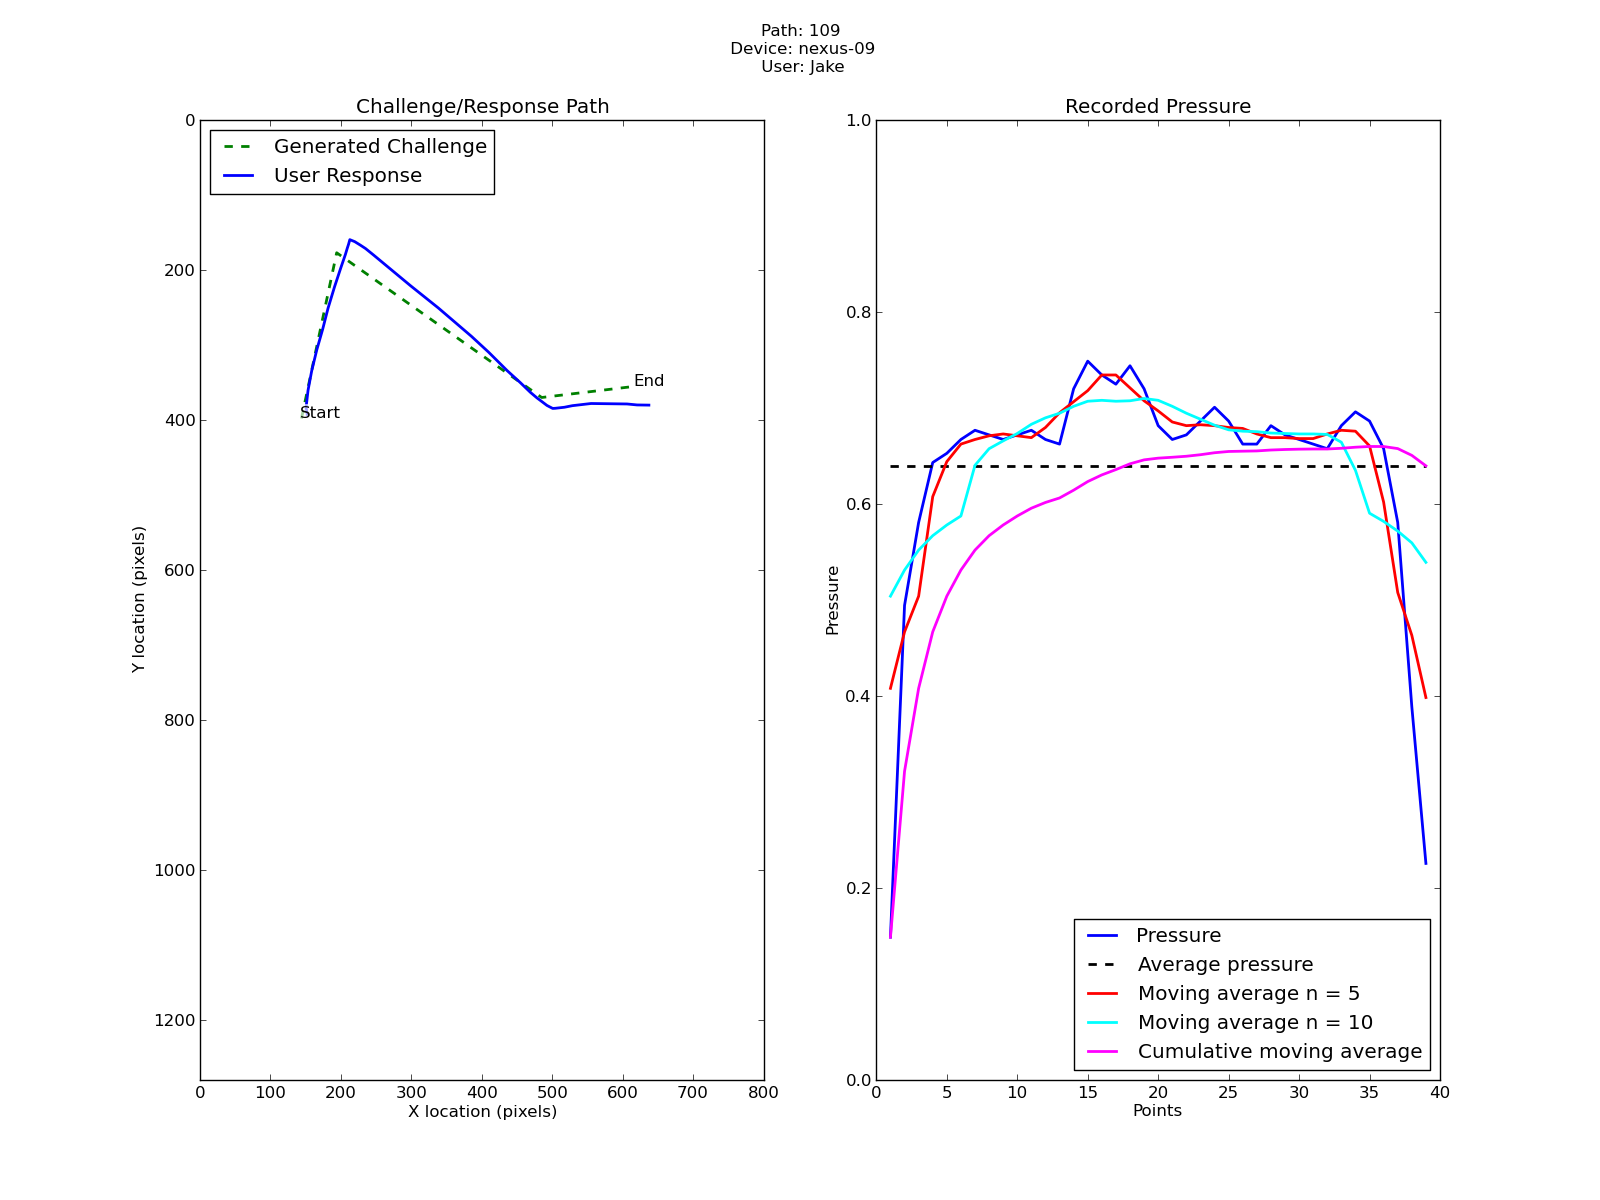 Path: 109
Device: nexus-09
User: Jake
Challenge/Response Path
Generated Challenge
User Response
Start
End
0
200
400
600
800
1000
1200
Y location (pixels)
0 100 200 300 400 500 600 700 800
X location (pixels)
Recorded Pressure
1.0
0.8
0.6
0.4
0.2
0.0
Pressure
Pressure
Average pressure
Moving average n = 5
Moving average n = 10
Cumulative moving average
0 5 10 15 20 25 30 35 40
Points